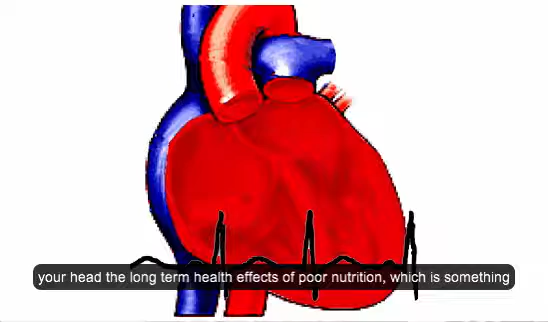 your head the long term health effects of poor nutrition, which is something